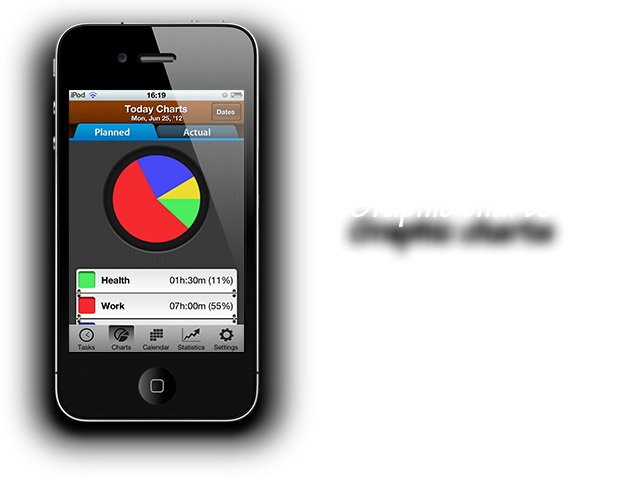 iPod 16:19
Today Charts
Mon, Jun 25, '12
Dates
Planned Actual
Health 01h:30m (11%)
Work 07h:00m (55%)
Tasks Charts Calendar Statistics Settings
Graphic charts